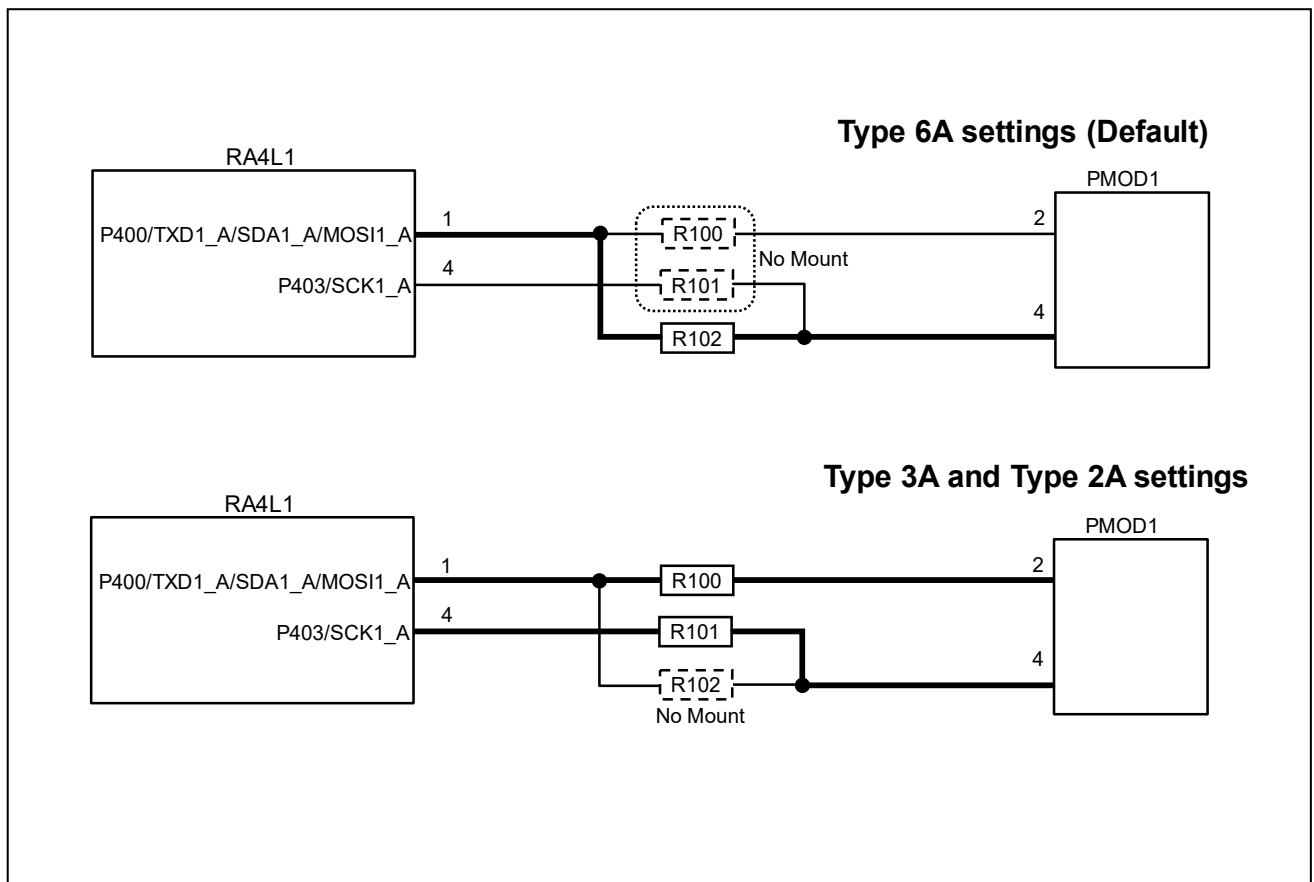 Type 6A settings (Default)
RA4L1
PMOD1
P400/TXD1_A/SDA1_A/MOSI1_A
1
R100
2
No Mount
P403/SCK1_A
4
R101
4
R102
Type 3A and Type 2A settings
RA4L1
PMOD1
P400/TXD1_A/SDA1_A/MOSI1_A
1
R100
2
P403/SCK1_A
4
R101
4
R102
No Mount